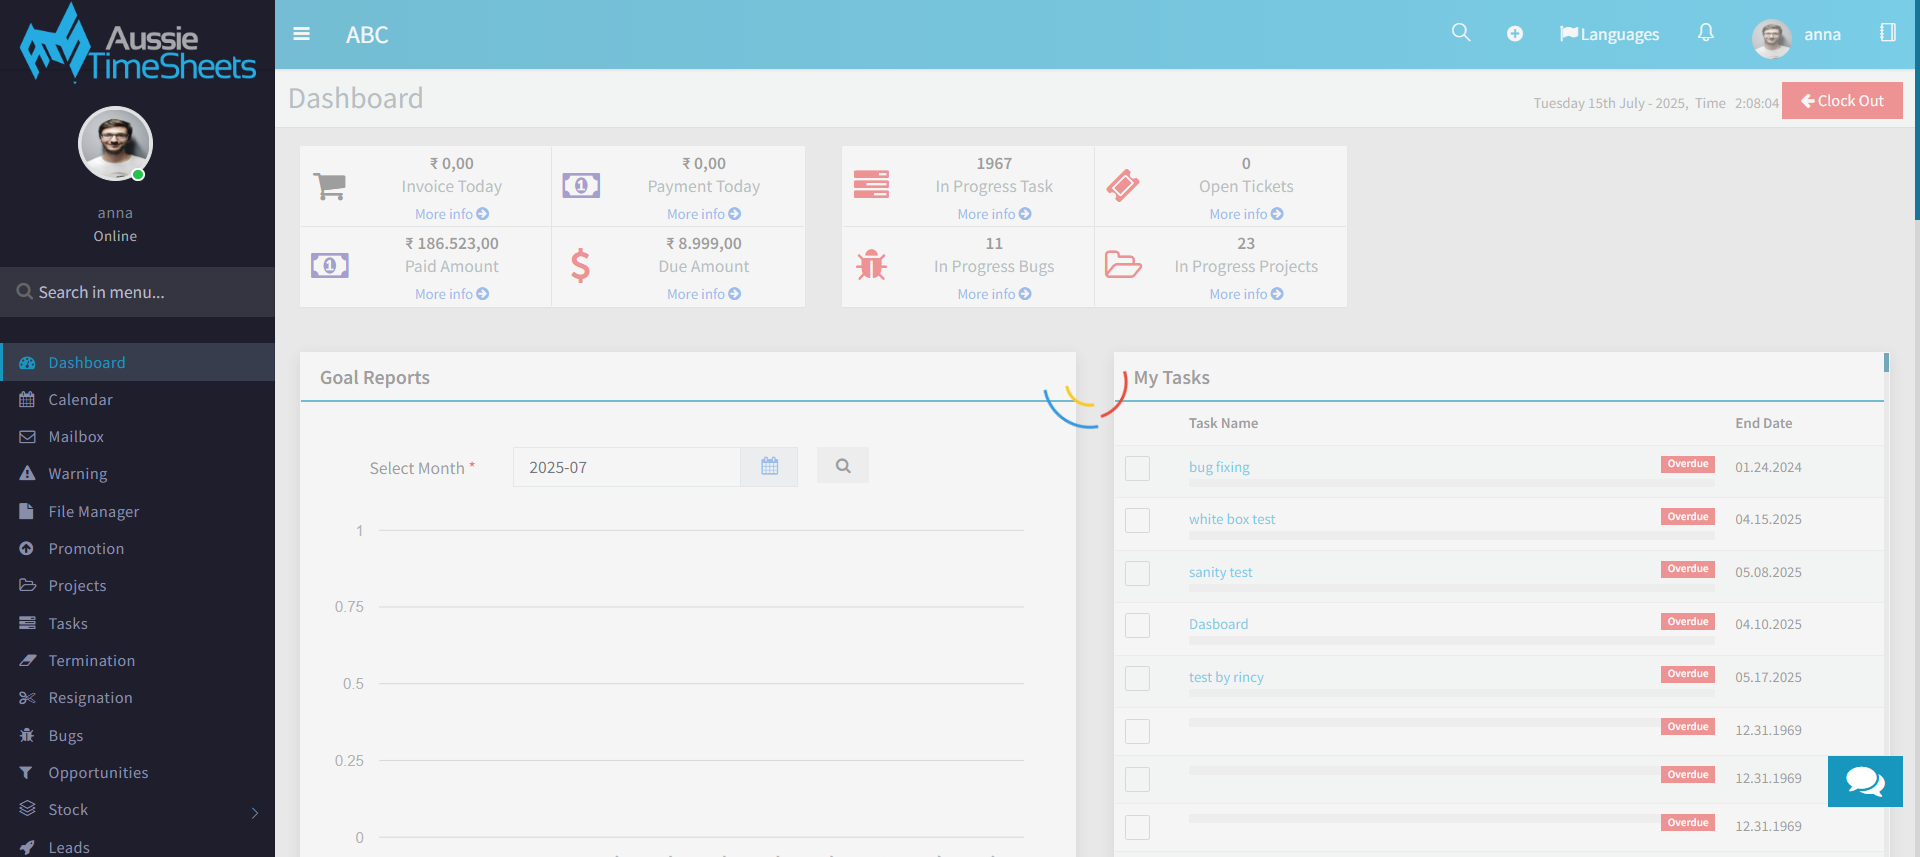 Aussie
TimeSheets
anna
Online
Search in menu...
Dashboard
Calendar
Mailbox
Warning
File Manager
Promotion
Projects
Tasks
Termination
Resignation
Bugs
Opportunities
Stock
Leads
ABC
Languages
anna
Dashboard
Tuesday 15th July - 2025, Time 2:08:04
Clock Out
₹ 0,00
Invoice Today
More info
₹ 0,00
Payment Today
More info
₹ 186.523,00
Paid Amount
More info
₹ 8.999,00
Due Amount
More info
1967
In Progress Task
More info
0
Open Tickets
More info
11
In Progress Bugs
More info
23
In Progress Projects
More info
Goal Reports
Select Month *
2025-07
1
0.75
0.5
0.25
0
My Tasks
Task Name End Date
bug fixing Overdue 01.24.2024
white box test Overdue 04.15.2025
sanity test Overdue 05.08.2025
Dasboard Overdue 04.10.2025
test by rincy Overdue 05.17.2025
Overdue 12.31.1969
Overdue 12.31.1969
Overdue 12.31.1969